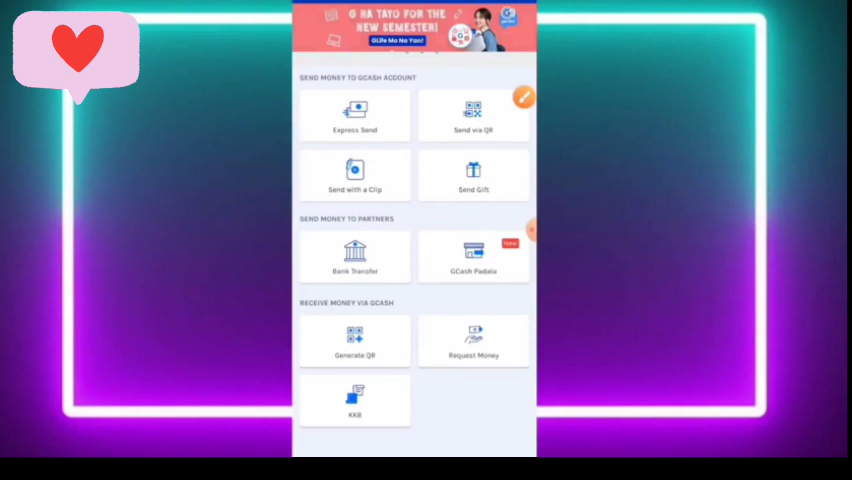 G NA TAYO FOR THE
NEW SEMESTER!
GLife Mo Na Yan!
SEND MONEY TO GCASH ACCOUNT
Express Send
Send via QR
Send with a Clip
Send Gift
SEND MONEY TO PARTNERS
New
Bank Transfer
GCash Padala
RECEIVE MONEY VIA GCASH
Generate QR
Request Money
KKB